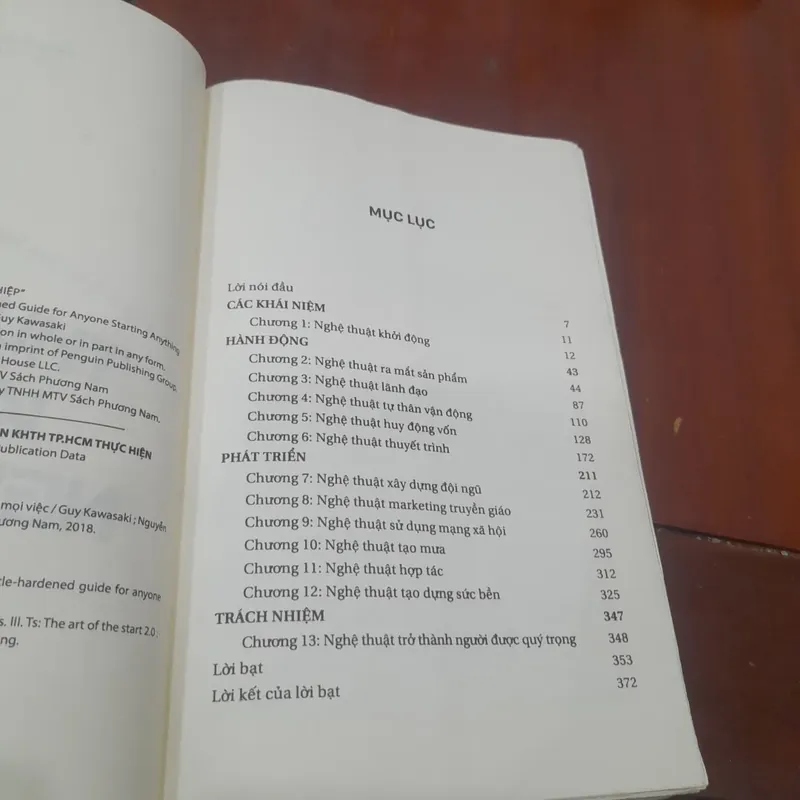 HIỆP"
ned Guide for Anyone Starting Anything
uy Kawasaki
on in whole or in part in any form.
imprint of Penguin Publishing Group,
House LLC.
V Sách Phương Nam
y TNHH MTV Sách Phương Nam.
N KHTH TP.HCM THỰC HIỆN
ublication Data
mọi việc / Guy Kawasaki ; Nguyễn
ương Nam, 2018.
tle-hardened guide for anyone
s. III. Ts: The art of the start 2.0 :
ng.
MỤC LỤC
Lời nói đầu 7
CÁC KHÁI NIỆM 11
Chương 1: Nghệ thuật khởi động 12
HÀNH ĐỘNG 43
Chương 2: Nghệ thuật ra mắt sản phẩm 44
Chương 3: Nghệ thuật lãnh đạo 87
Chương 4: Nghệ thuật tự thân vận động 110
Chương 5: Nghệ thuật huy động vốn 128
Chương 6: Nghệ thuật thuyết trình 172
PHÁT TRIỂN 211
Chương 7: Nghệ thuật xây dựng đội ngũ 212
Chương 8: Nghệ thuật marketing truyền giáo 231
Chương 9: Nghệ thuật sử dụng mạng xã hội 260
Chương 10: Nghệ thuật tạo mưa 295
Chương 11: Nghệ thuật hợp tác 312
Chương 12: Nghệ thuật tạo dựng sức bền 325
TRÁCH NHIỆM 347
Chương 13: Nghệ thuật trở thành người được quý trọng 348
Lời bạt 353
Lời kết của lời bạt 372